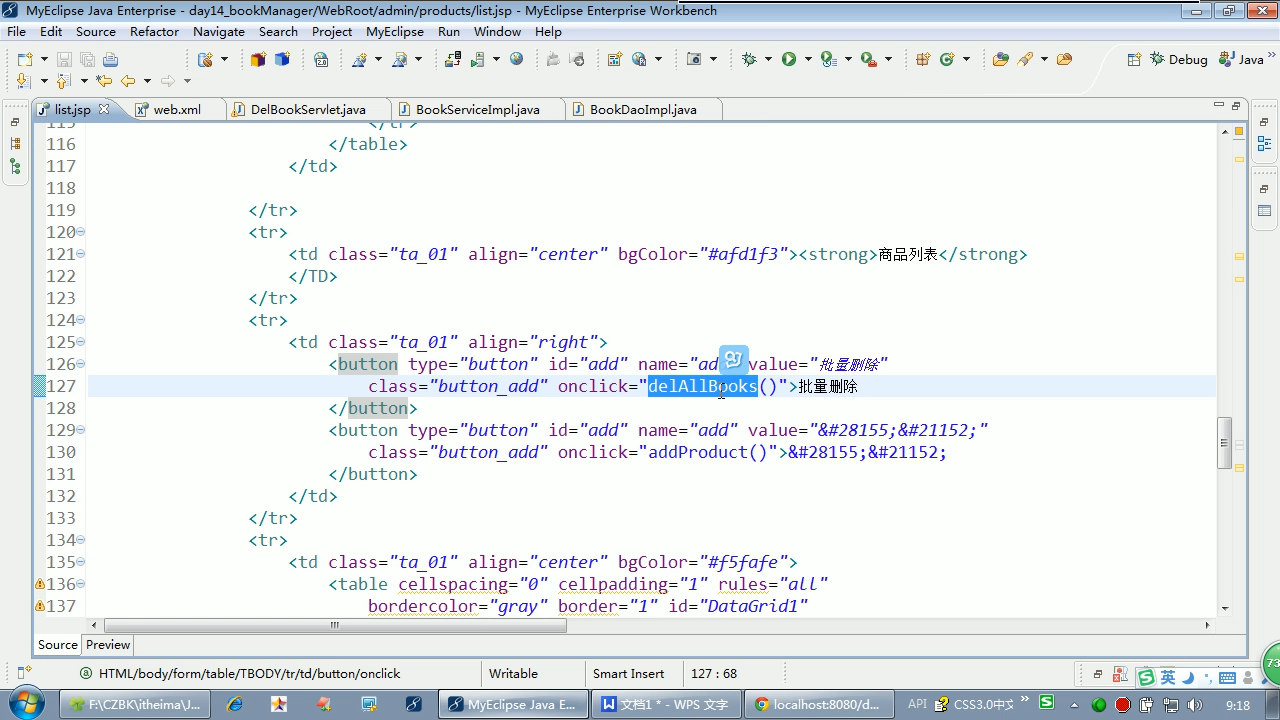 MyEclipse Java Enterprise - day14_bookManager/WebRoot/admin/products/list.jsp - MyEclipse Enterprise Workbench
File Edit Source Refactor Navigate Search Project MyEclipse Run Window Help
Debug Java
list.jsp web.xml DelBookServlet.java BookServiceImpl.java BookDaoImpl.java
115 </tr>
116 </table>
117 </td>
118
119 </tr>
120 <tr>
121 <td class="ta_01" align="center" bgColor="#afd1f3"><strong>商品列表</strong>
122 </TD>
123 </tr>
124 <tr>
125 <td class="ta_01" align="right">
126 <button type="button" id="add" name="ad value="批量删除"
127 class="button_add" onclick="delAllBooks()">批量删除
128 </button>
129 <button type="button" id="add" name="add" value="&#28155;&#21152;"
130 class="button_add" onclick="addProduct()">&#28155;&#21152;
131 </button>
132 </td>
133 </tr>
134 <tr>
135 <td class="ta_01" align="center" bgColor="#f5fafe">
136 <table cellspacing="0" cellpadding="1" rules="all"
137 bordercolor="gray" border="1" id="DataGrid1"
Source Preview
HTML/body/form/table/TBODY/tr/td/button/onclick Writable Smart Insert 127 : 68
英
73
F:\CZBK\itheima\J... MyEclipse Java E... 文档1 * - WPS 文字 localhost:8080/d... API CSS3.0中文 9:18